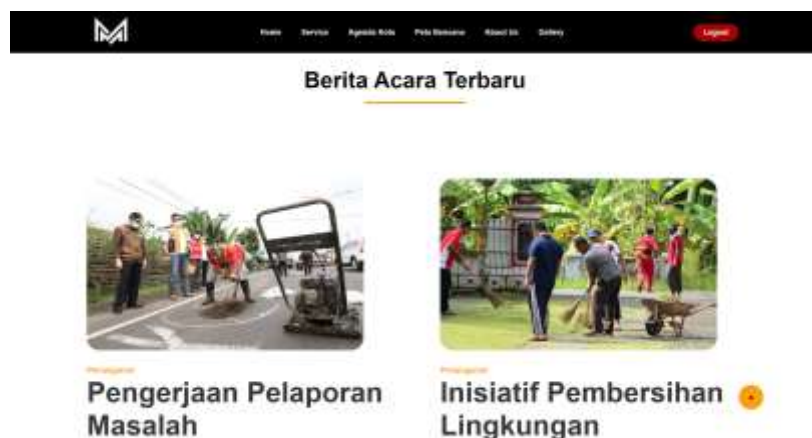 Home Service Agenda Kota Peta Bencana About Us Gallery Logout
Berita Acara Terbaru
Pengerjaan Pelaporan
Masalah
Inisiatif Pembersihan
Lingkungan